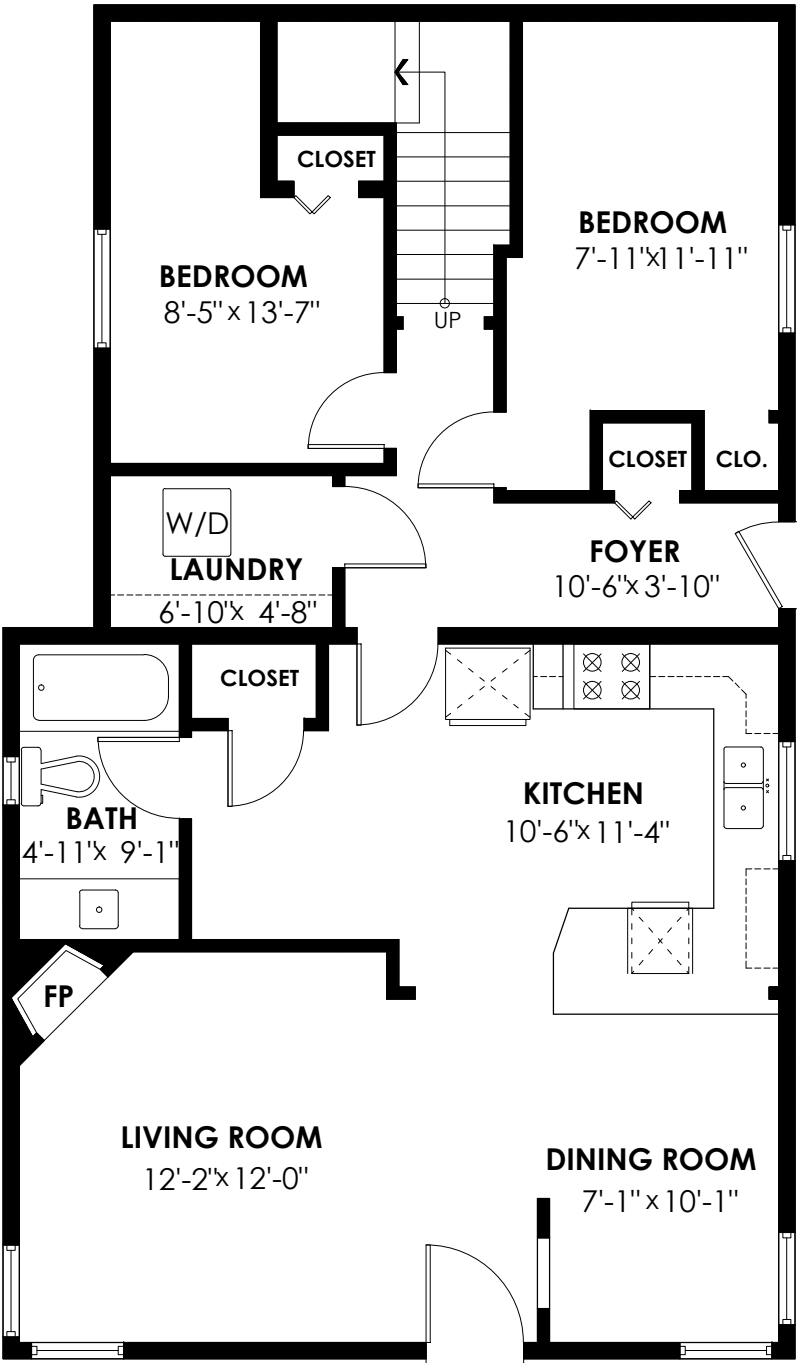 CLOSET
BEDROOM
7'-11"x11'-11"
BEDROOM
8'-5" x 13'-7"
UP
CLOSET
CLO.
W/D
LAUNDRY
6'-10"x 4'-8"
FOYER
10'-6"x 3'-10"
CLOSET
KITCHEN
10'-6"x 11'-4"
BATH
4'-11"x 9'-1"
FP
LIVING ROOM
12'-2"x 12'-0"
DINING ROOM
7'-1" x 10'-1"